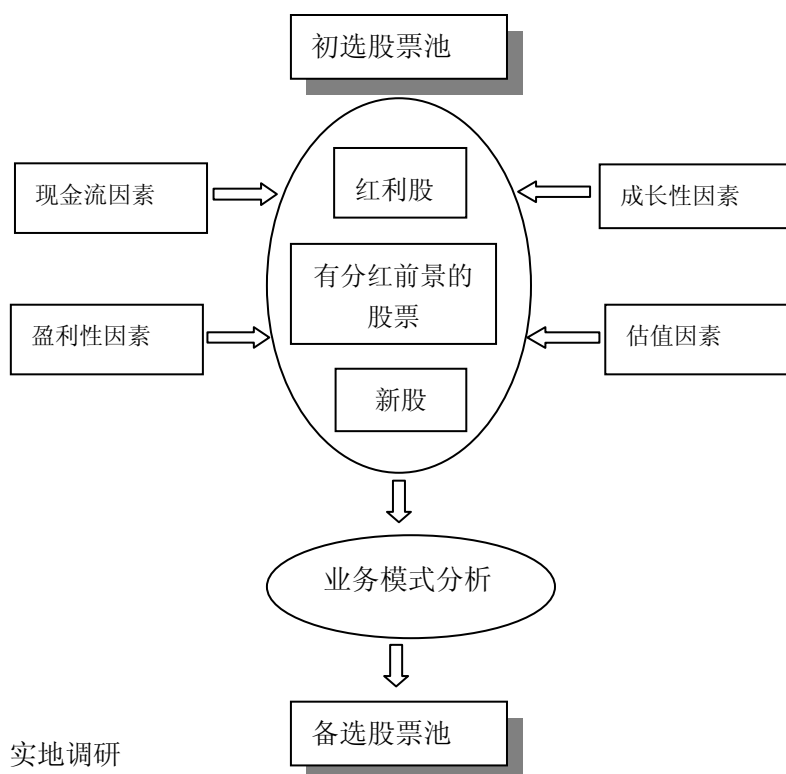 初选股票池
现金流因素
红利股
成长性因素
有分红前景的
股票
盈利性因素
估值因素
新股
业务模式分析
备选股票池
实地调研